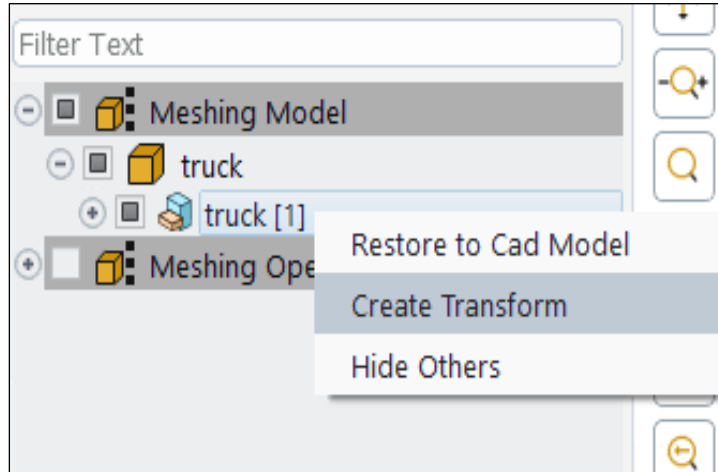 Filter Text
Meshing Model
truck
truck [1]
Restore to Cad Model
Meshing Ope
Create Transform
Hide Others